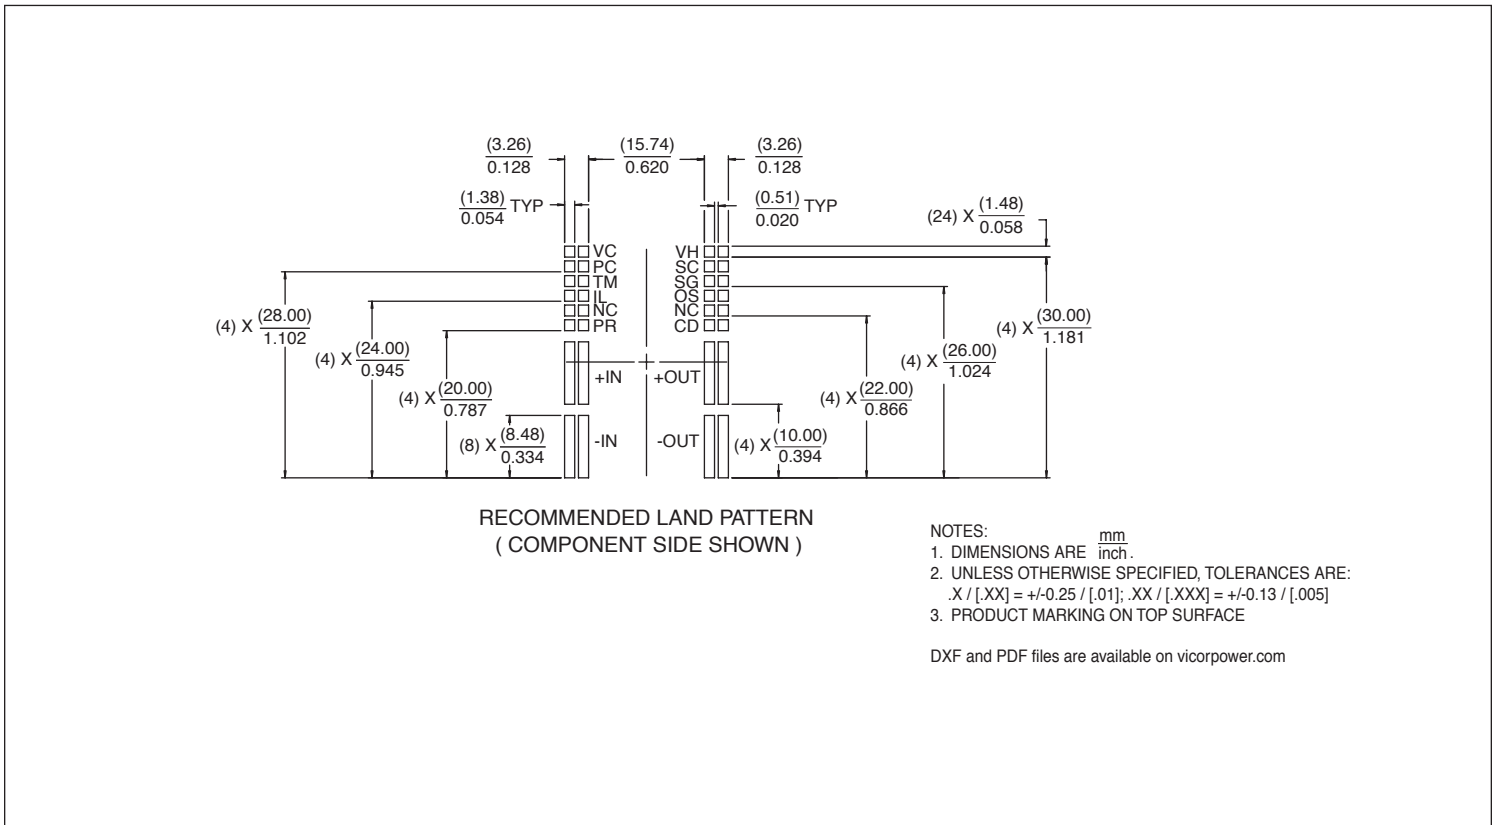 (3.26)
0.128
(15.74)
0.620
(3.26)
0.128
(1.38)
0.054 TYP
(0.51)
0.020 TYP
(24) X (1.48)
0.058
VC VH
PC SC
TM SG
IL OS
NC NC
PR CD
(4) X (28.00)
1.102
(4) X (24.00)
0.945
(4) X (20.00)
0.787
(8) X (8.48)
0.334
+IN +OUT
-IN -OUT
(4) X (10.00)
0.394
(4) X (22.00)
0.866
(4) X (26.00)
1.024
(4) X (30.00)
1.181
RECOMMENDED LAND PATTERN
( COMPONENT SIDE SHOWN )
NOTES:
1. DIMENSIONS ARE mm
inch .
2. UNLESS OTHERWISE SPECIFIED, TOLERANCES ARE:
.X / [.XX] = +/-0.25 / [.01]; .XX / [.XXX] = +/-0.13 / [.005]
3. PRODUCT MARKING ON TOP SURFACE
DXF and PDF files are available on vicorpower.com